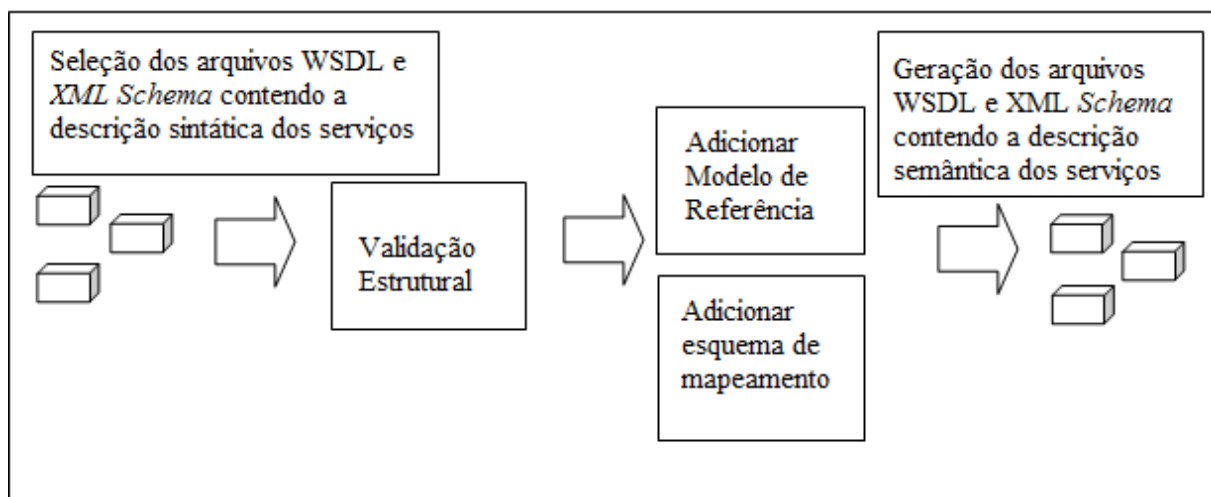 Seleção dos arquivos WSDL e
XML Schema contendo a
descrição sintática dos serviços
Validação
Estrutural
Adicionar
Modelo de
Referência
Adicionar
esquema de
mapeamento
Geração dos arquivos
WSDL e XML Schema
contendo a descrição
semântica dos serviços